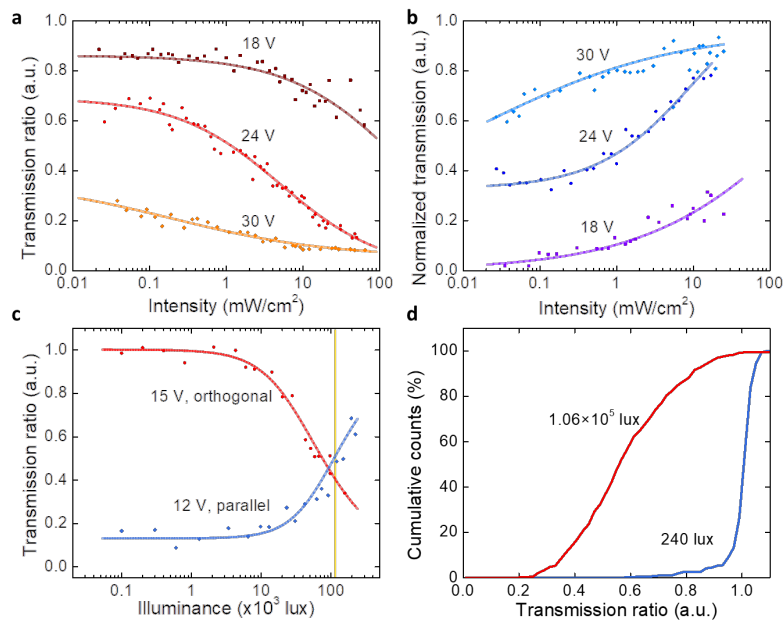 a
Transmission ratio (a.u.)
1.0
0.8
0.6
0.4
0.2
0.0
18 V
24 V
30 V
0.01 0.1 1 10 100
Intensity (mW/cm²)
b
Normalized transmission (a.u.)
1.0
0.8
0.6
0.4
0.2
0.0
30 V
24 V
18 V
0.01 0.1 1 10 100
Intensity (mW/cm²)
c
Transmission ratio (a.u.)
1.0
0.8
0.6
0.4
0.2
0.0
15 V, orthogonal
12 V, parallel
0.1 1 10 100
Illuminance (x10³ lux)
d
Cumulative counts (%)
100
80
60
40
20
0
1.06×10⁵ lux
240 lux
0.0 0.2 0.4 0.6 0.8 1.0
Transmission ratio (a.u.)